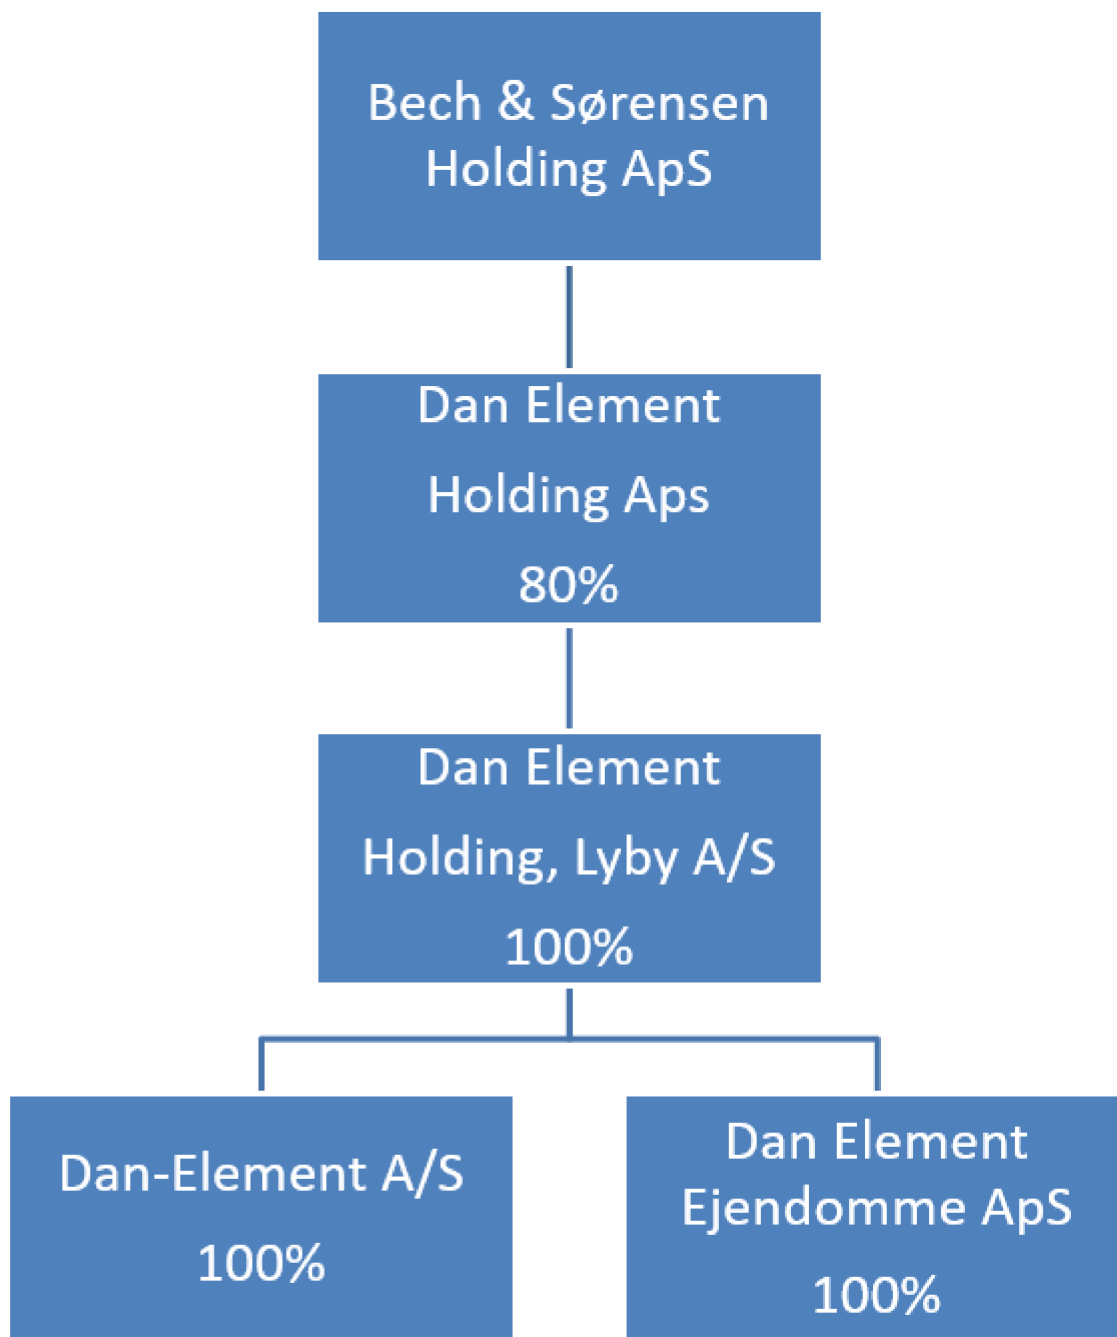 Bech & Sørensen
Holding ApS
Dan Element
Holding Aps
80%
Dan Element
Holding, Lyby A/S
100%
Dan-Element A/S
100%
Dan Element
Ejendomme ApS
100%